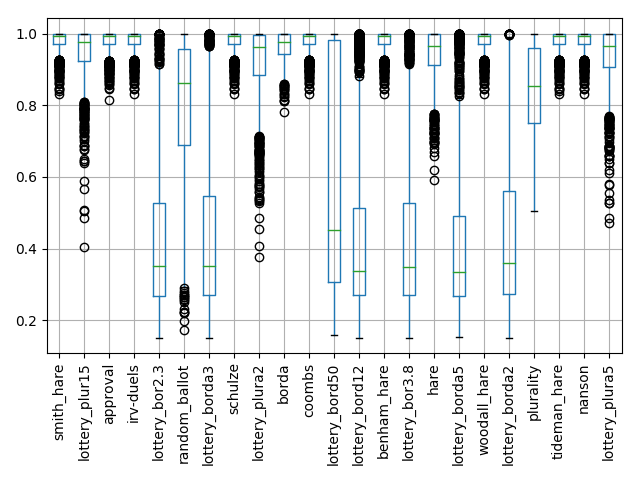 1.0
0.8
0.6
0.4
0.2
smith_hare
lottery_plur15
approval
irv-duels
lottery_bor2.3
random_ballot
lottery_borda3
schulze
lottery_plura2
borda
coombs
lottery_bord50
lottery_bord12
benham_hare
lottery_bor3.8
hare
lottery_borda5
woodall_hare
lottery_borda2
plurality
tideman_hare
nanson
lottery_plura5